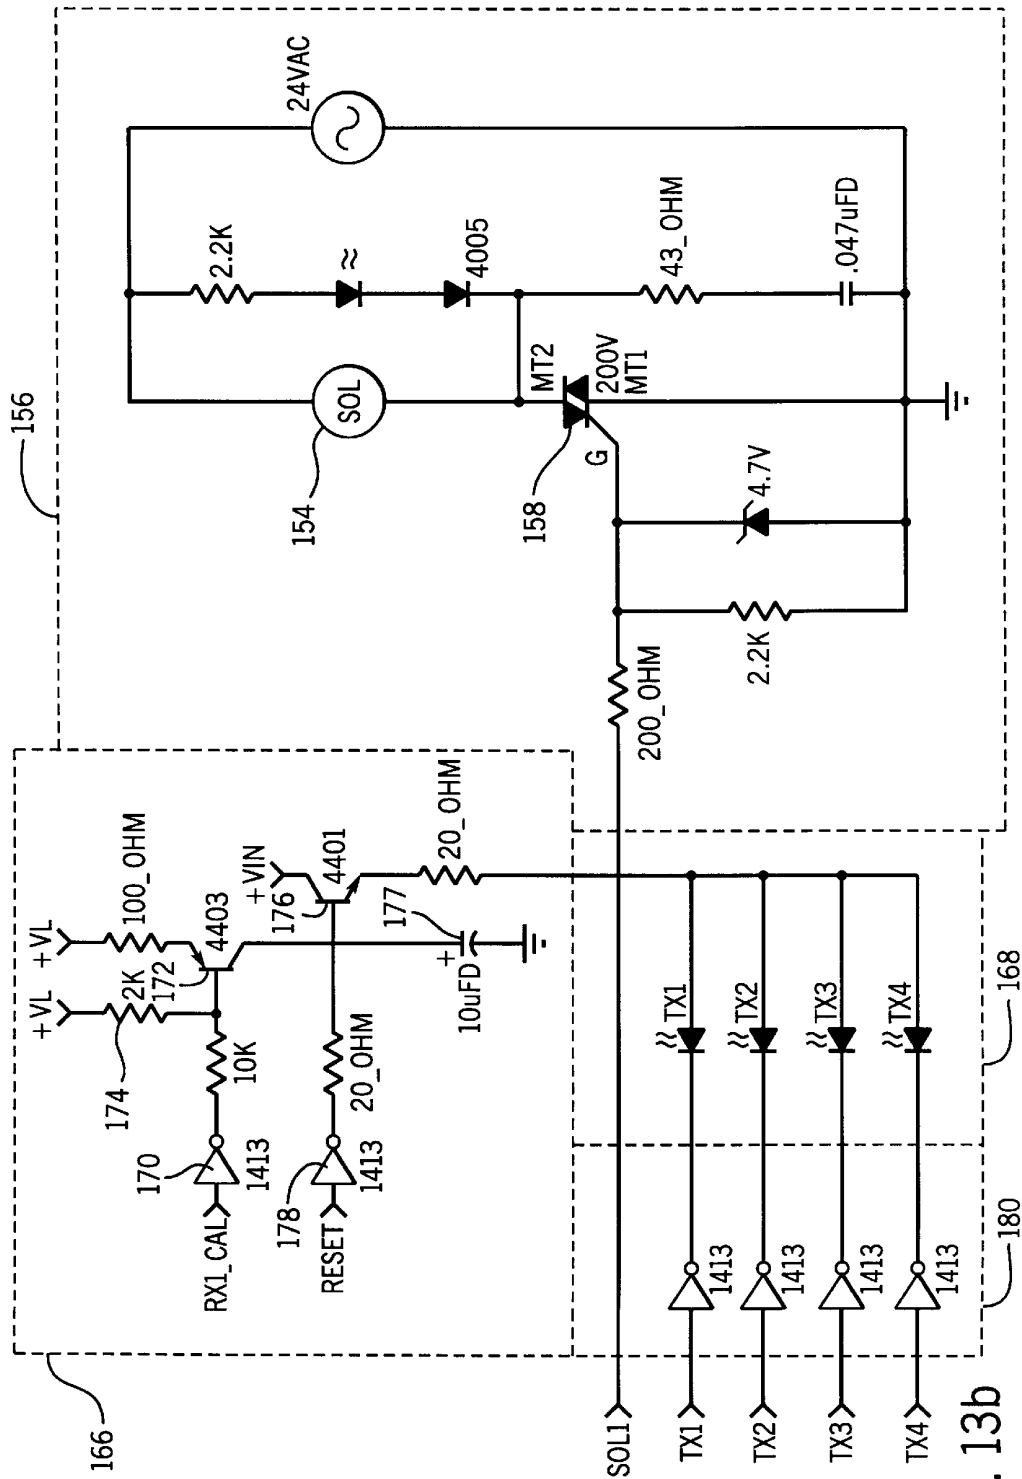 156
24VAC
2.2K
4005
43_OHM
.047uFD
SOL
154
MT2
200V
MT1
G
158
4.7V
2.2K
200_OHM
166
+VL
+VL
100_OHM
2K
4403
172
174
10K
170
1413
RX1_CAL
+VIN
4401
176
20_OHM
177
+
10uFD
20_OHM
178
1413
RESET
SOL1
TX1
TX2
TX3
TX4
1413
1413
1413
1413
TX1
TX2
TX3
TX4
168
180
. 13b